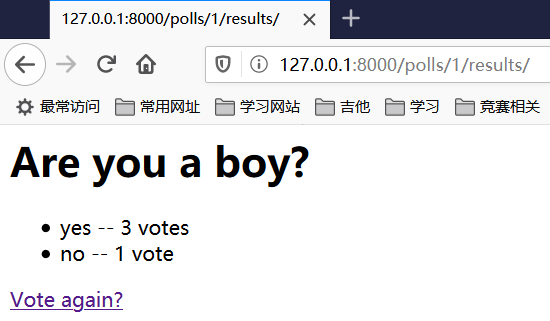 127.0.0.1:8000/polls/1/results/
127.0.0.1:8000/polls/1/results/
最常访问 常用网址 学习网站 吉他 学习 竞赛相关
Are you a boy?
yes -- 3 votes
no -- 1 vote
Vote again?